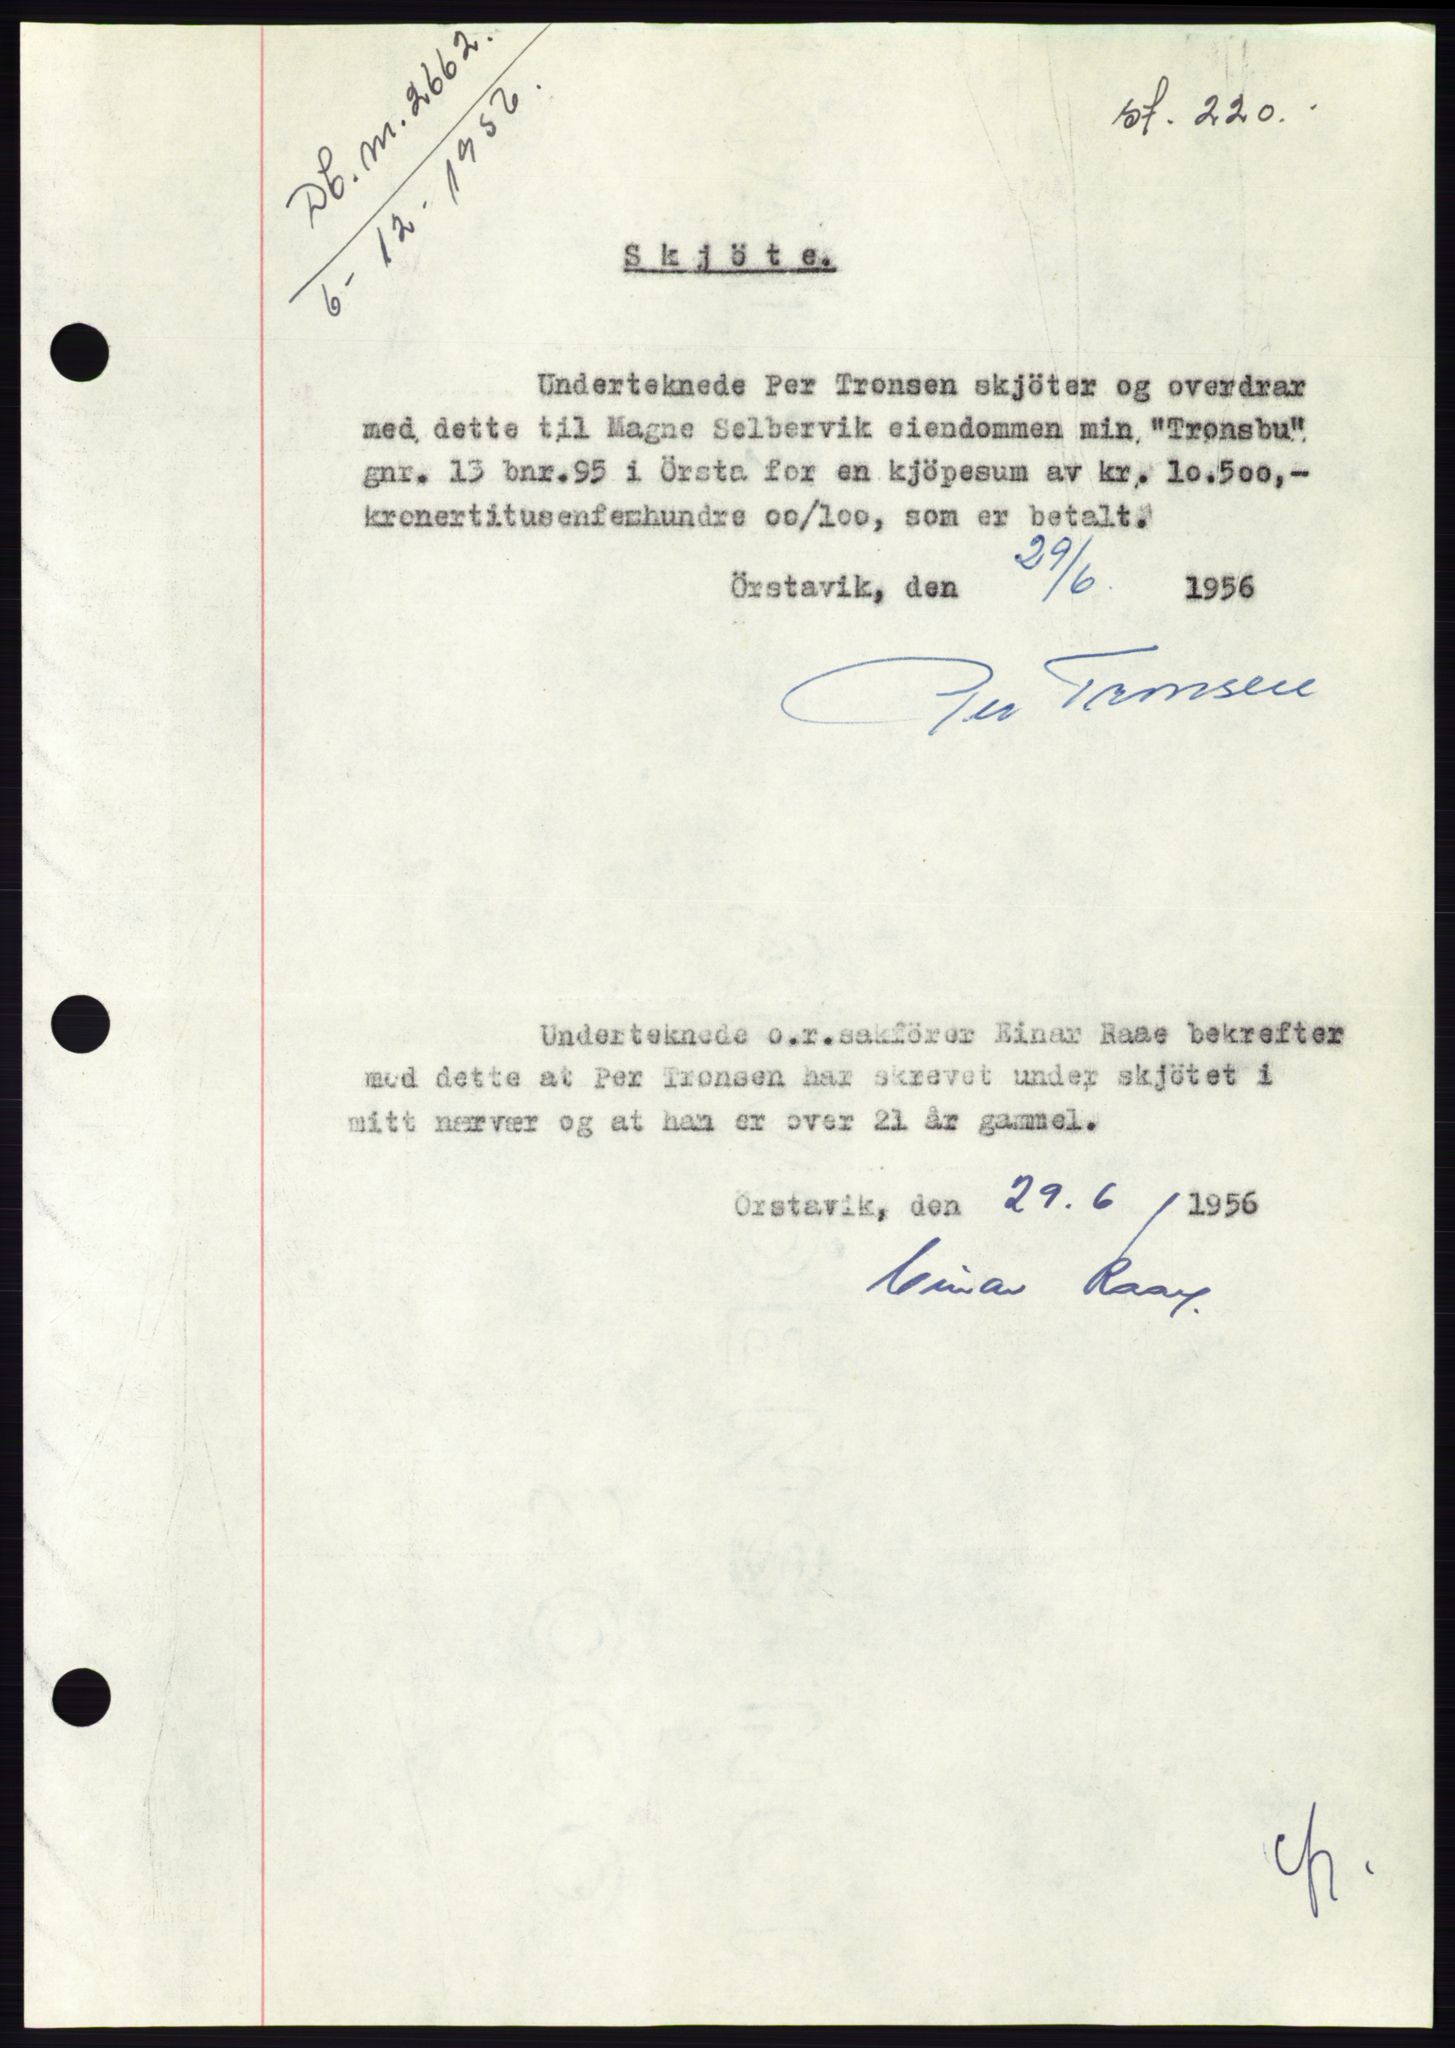 Db. nr. 2662.
6-12-1956.
st. 220.
Skjöte.
Underteknede Per Tronsen skjöter og overdrar
med dette til Magne Selbervik eiendommen min "Tronsbu"
gnr. 13 bnr.95 i Örsta for en kjöpesum av kr. 10.500,-
kronertitusenfemhundre oo/loo, som er betalt.
Örstavik, den 29/6. 1956
Per Tronsen
Underteknede o.r.sakförer Einar Raae bekrefter
med dette at Per Tronsen har skrevet under skjötet i
mitt nærvær og at han er over 21 år gammel.
Örstavik, den 29.6 / 1956
Einar Raae.